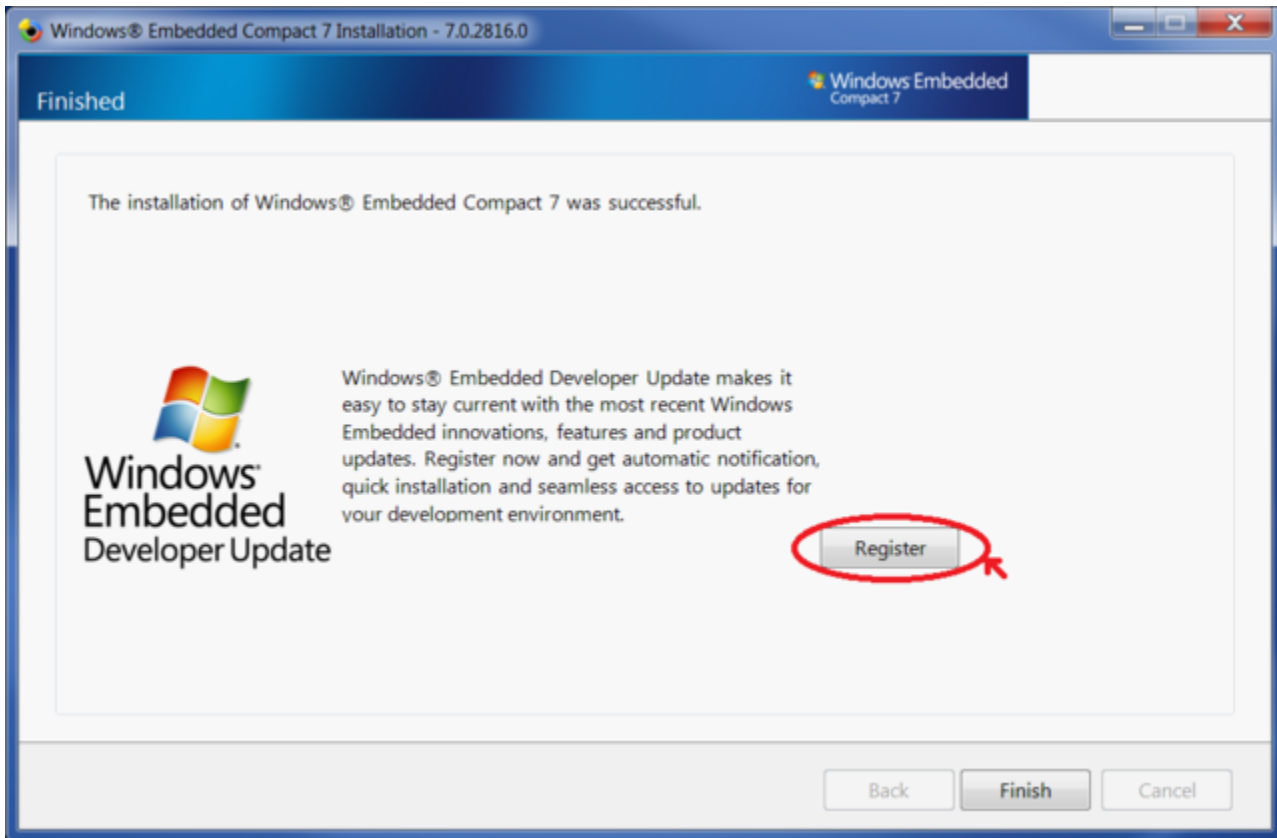 Windows® Embedded Compact 7 Installation - 7.0.2816.0
Finished
Windows Embedded
Compact 7
The installation of Windows® Embedded Compact 7 was successful.
Windows® Embedded Developer Update makes it
easy to stay current with the most recent Windows
Embedded innovations, features and product
updates. Register now and get automatic notification,
quick installation and seamless access to updates for
your development environment.
Windows
Embedded
Developer Update
Register
Back
Finish
Cancel